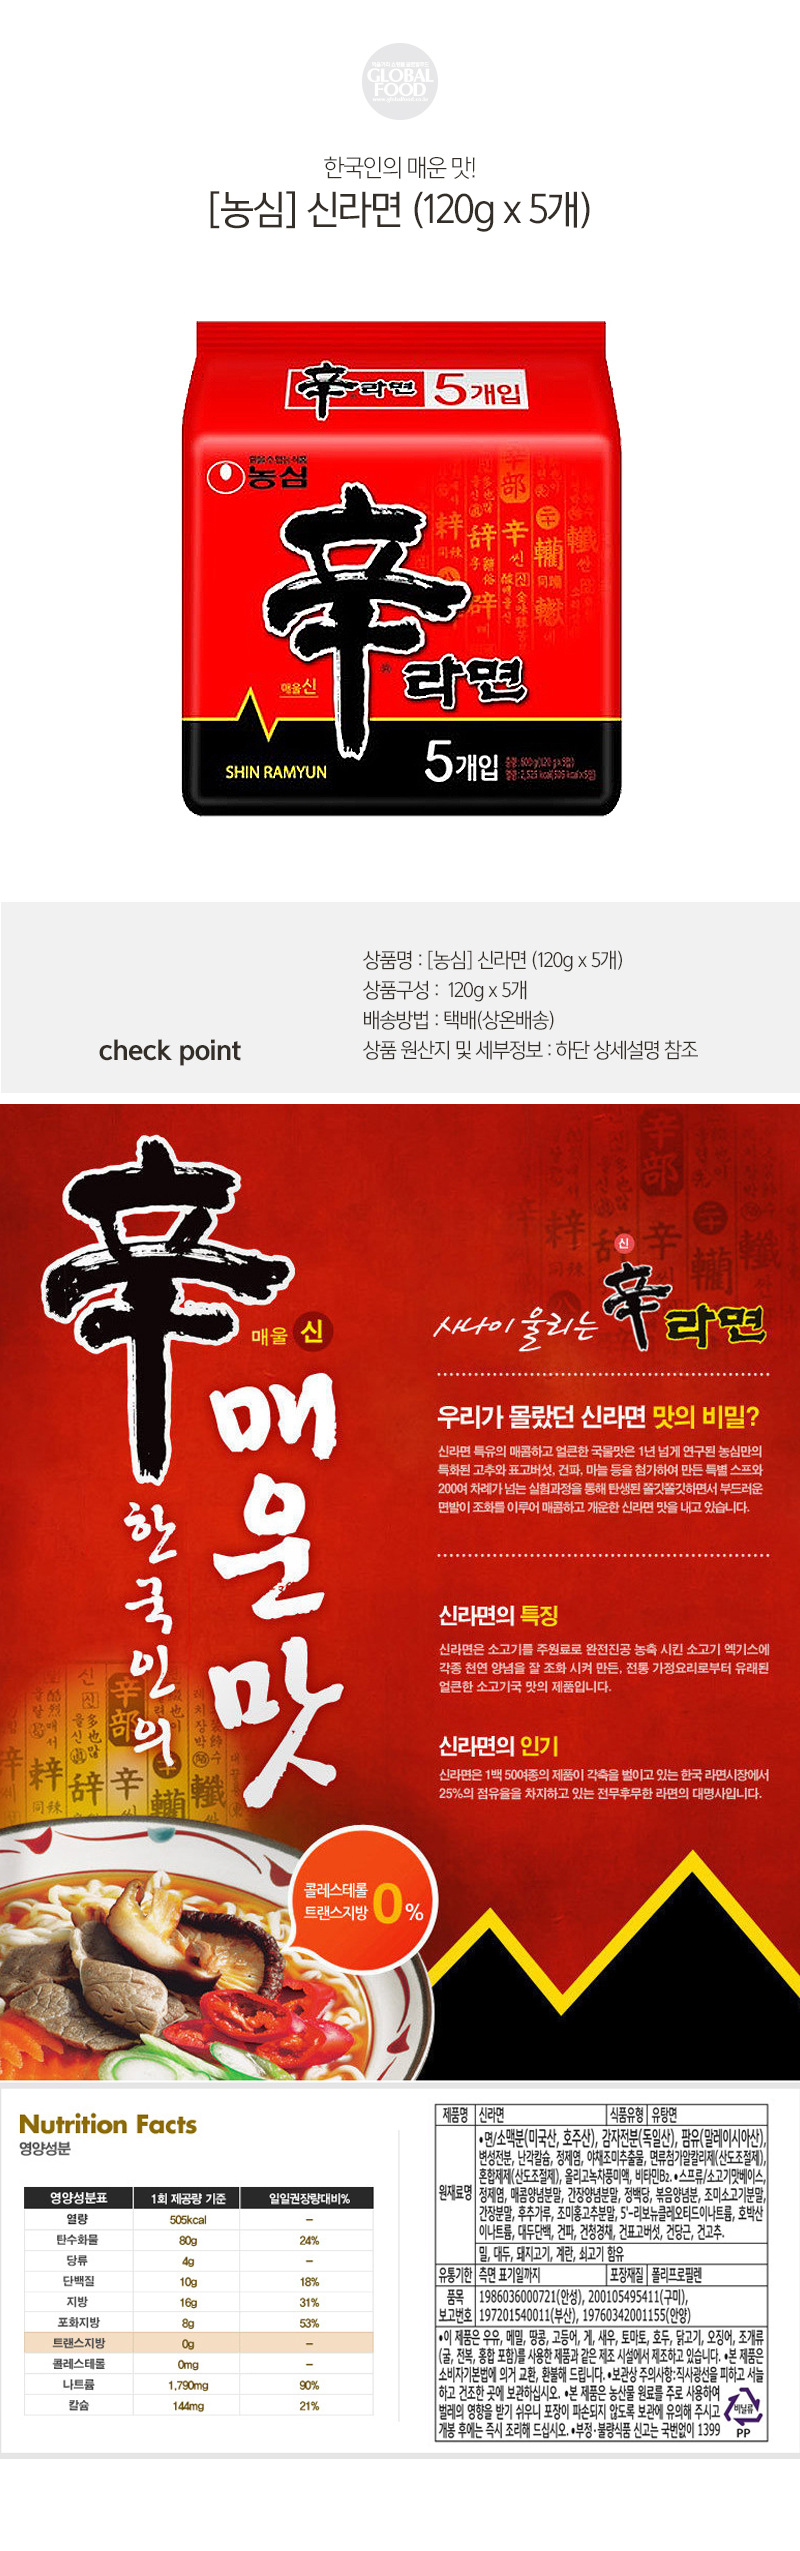 GLOBAL
FOOD
한국인의 매운 맛!
[농심] 신라면 (120g x 5개)
辛라면 5개입
농심
辛部
梓 辞 辛 轥 轞
매울신
辛라면
SHIN RAMYUN
5개입
중량:600g(120g x 5입)
열량:2,525 kcal(505 kcal x 5입)
check point
상품명 : [농심] 신라면 (120g x 5개)
상품구성 : 120g x 5개
배송방법 : 택배(상온배송)
상품 원산지 및 세부정보 : 하단 상세설명 참조
辛
매울 신
한국인의
매운맛
신
사나이 울리는 辛라면
우리가 몰랐던 신라면 맛의 비밀?
신라면 특유의 매콤하고 얼큰한 국물맛은 1년 넘게 연구된 농심만의
특화된 고추와 표고버섯, 건파, 마늘 등을 첨가하여 만든 특별 스프와
200여 차례가 넘는 실험과정을 통해 탄생된 쫄깃쫄깃하면서 부드러운
면발이 조화를 이루어 매콤하고 개운한 신라면 맛을 내고 있습니다.
신라면의 특징
신라면은 소고기를 주원료로 완전진공 농축 시킨 소고기 엑기스에
각종 천연 양념을 잘 조화 시켜 만든, 전통 가정요리로부터 유래된
얼큰한 소고기국 맛의 제품입니다.
신라면의 인기
신라면은 1백 50여종의 제품이 각축을 벌이고 있는 한국 라면시장에서
25%의 점유율을 차지하고 있는 전무후무한 라면의 대명사입니다.
콜레스테롤
트랜스지방 0%
Nutrition Facts
영양성분
영양성분표 1회 제공량 기준 일일권장량대비%
열량 505kcal –
탄수화물 80g 24%
당류 4g –
단백질 10g 18%
지방 16g 31%
포화지방 8g 53%
트랜스지방 0g –
콜레스테롤 0mg –
나트륨 1,790mg 90%
칼슘 144mg 21%
제품명 신라면 식품유형 유탕면
원재료명
•면/소맥분(미국산, 호주산), 감자전분(독일산), 팜유(말레이시아산),
변성전분, 난각칼슘, 정제염, 야채조미추출물, 면류첨가알칼리제(산도조절제),
혼합제제(산도조절제), 올리고녹차풍미액, 비타민B2. •스프류/소고기맛베이스,
정제염, 매콤양념분말, 간장양념분말, 정백당, 볶음양념분, 조미소고기분말,
간장분말, 후추가루, 조미홍고추분말, 5'-리보뉴클레오티드이나트륨, 호박산
이나트륨, 대두단백, 건파, 건청경채, 건표고버섯, 건당근, 건고추.
밀, 대두, 돼지고기, 계란, 쇠고기 함유
유통기한 측면 표기일까지 포장재질 폴리프로필렌
품목
보고번호
1986036000721(안성), 200105495411(구미),
197201540011(부산), 19760342001155(안양)
•이 제품은 우유, 메밀, 땅콩, 고등어, 게, 새우, 토마토, 호두, 닭고기, 오징어, 조개류
(굴, 전복, 홍합 포함)를 사용한 제품과 같은 제조 시설에서 제조하고 있습니다. •본 제품은
소비자기본법에 의거 교환, 환불해 드립니다. •보관상 주의사항:직사광선을 피하고 서늘
하고 건조한 곳에 보관하십시오. •본 제품은 농산물 원료를 주로 사용하여
벌레의 영향을 받기 쉬우니 포장이 파손되지 않도록 보관에 유의해 주시고
개봉 후에는 즉시 조리해 드십시오. •부정·불량식품 신고는 국번없이 1399
비닐류
PP